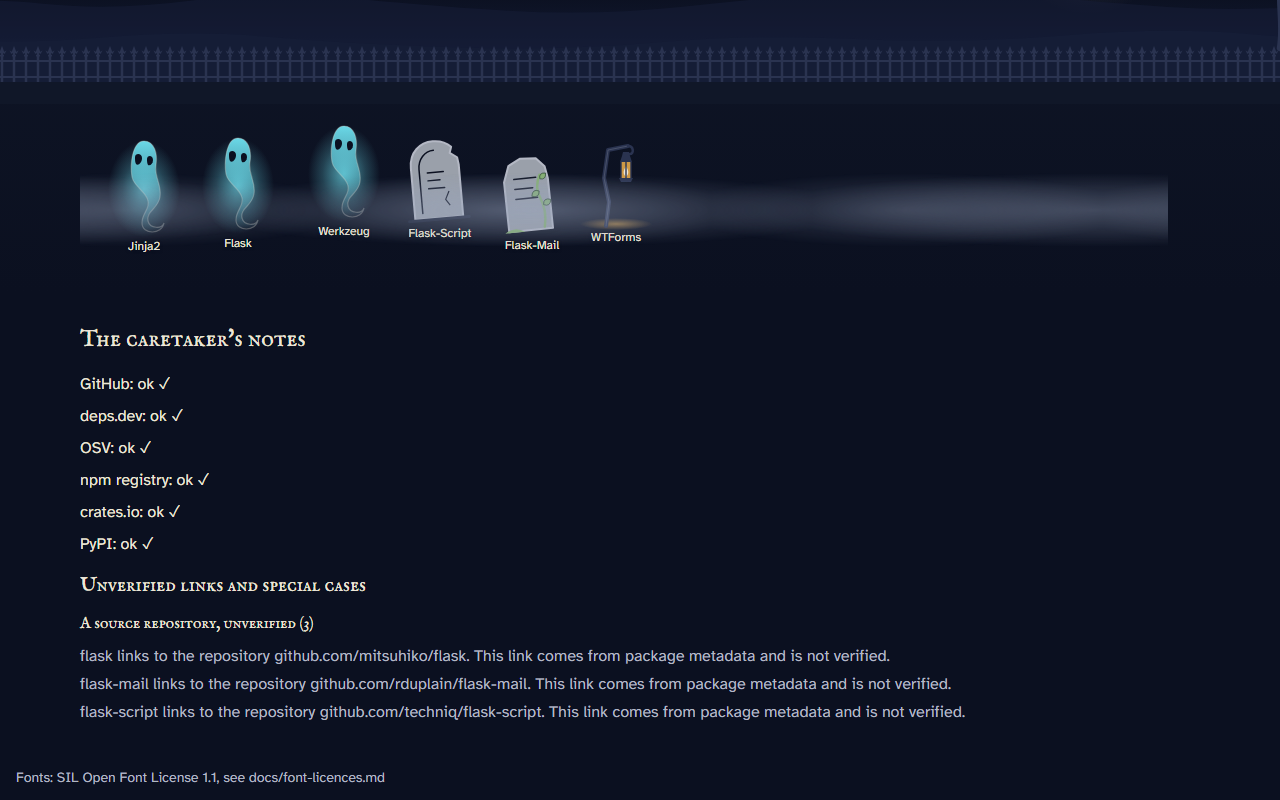 Jinja2
Flask
Werkzeug
Flask-Script
Flask-Mail
WTForms
The caretaker's notes
GitHub: ok ✓
deps.dev: ok ✓
OSV: ok ✓
npm registry: ok ✓
crates.io: ok ✓
PyPI: ok ✓
Unverified links and special cases
A source repository, unverified (3)
flask links to the repository github.com/mitsuhiko/flask. This link comes from package metadata and is not verified.
flask-mail links to the repository github.com/rduplain/flask-mail. This link comes from package metadata and is not verified.
flask-script links to the repository github.com/techniq/flask-script. This link comes from package metadata and is not verified.
Fonts: SIL Open Font License 1.1, see docs/font-licences.md